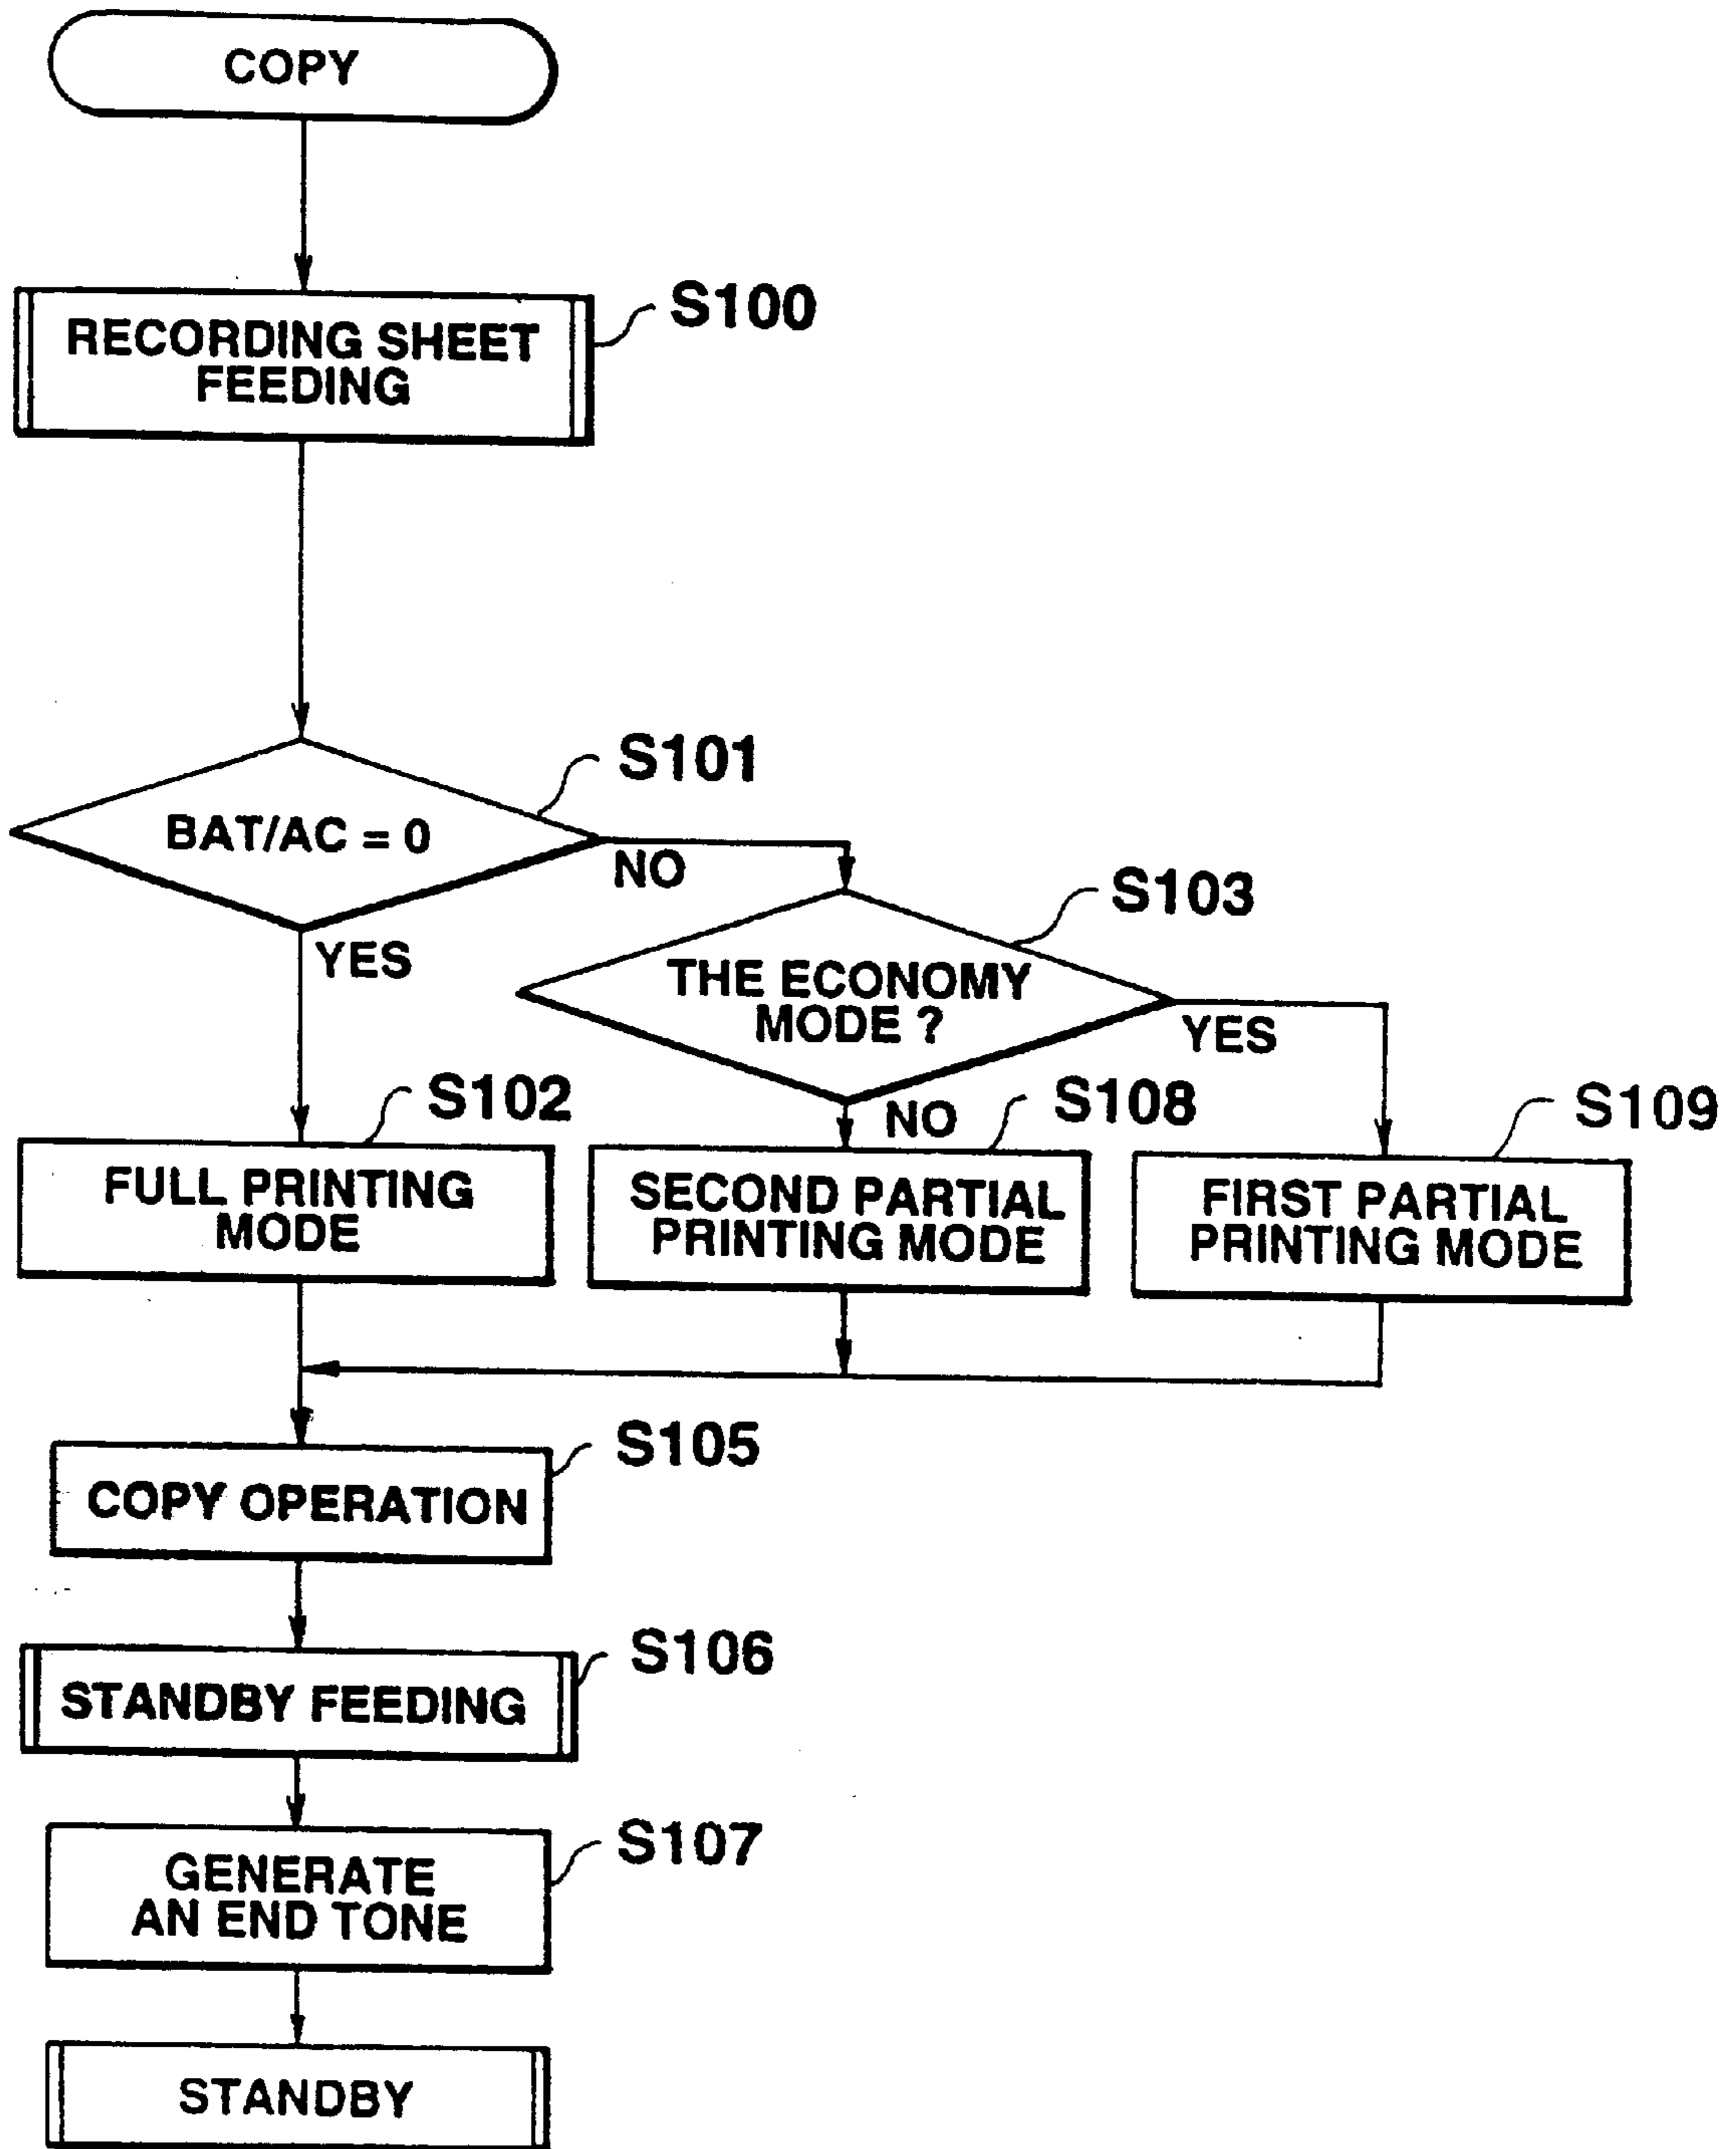 COPY
S100
RECORDING SHEET
FEEDING
S101
BAT/AC = 0
NO
YES
S103
THE ECONOMY
MODE ?
YES
NO
S102
FULL PRINTING
MODE
S108
SECOND PARTIAL
PRINTING MODE
S109
FIRST PARTIAL
PRINTING MODE
S105
COPY OPERATION
S106
STANDBY FEEDING
S107
GENERATE
AN END TONE
STANDBY